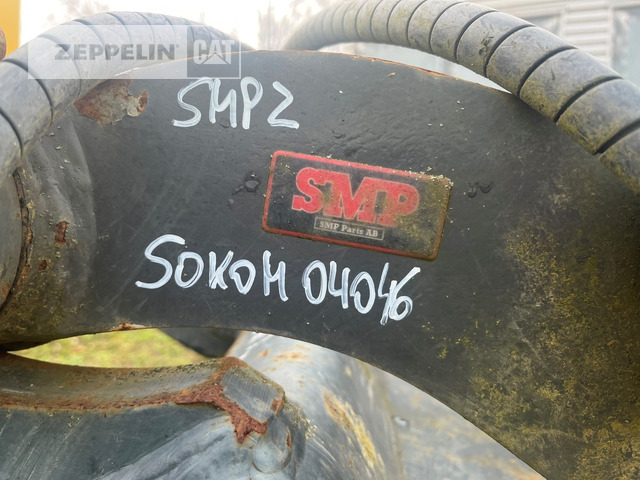 ZEPPELIN CAT
SMP2
SMP
SMP Parts AB
SOKOM 04046